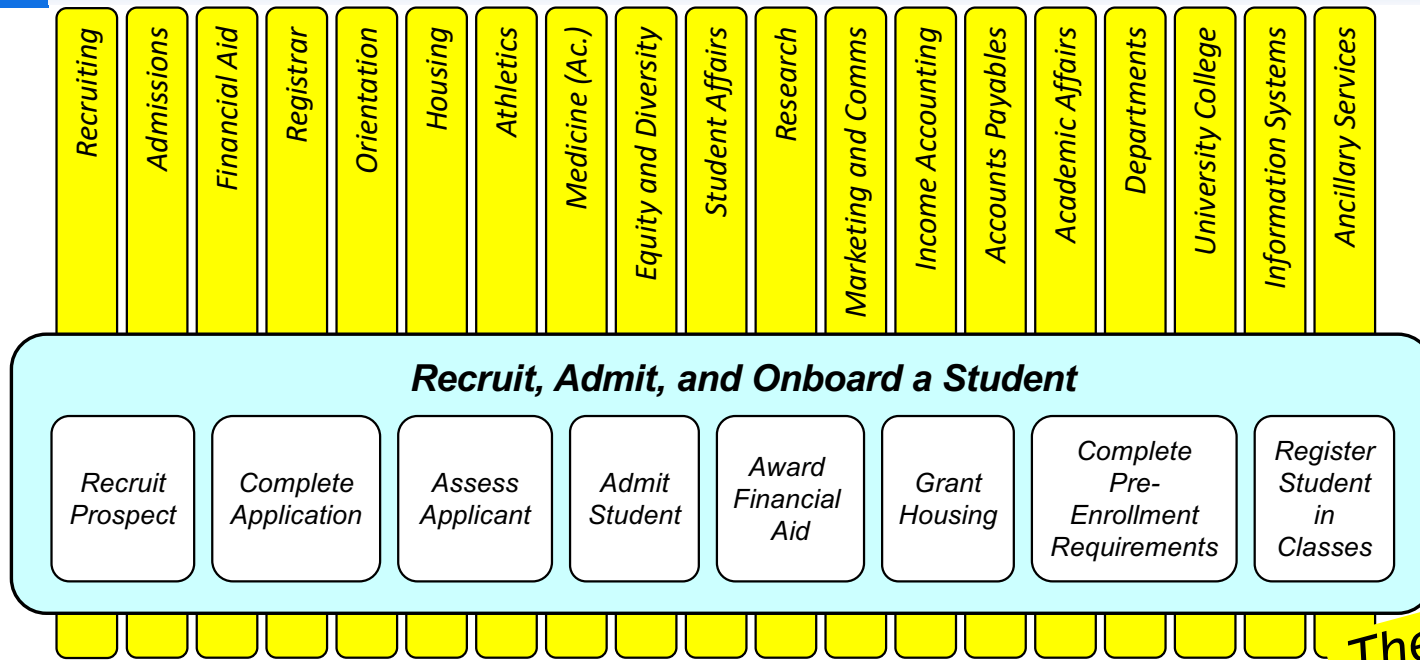 Recruiting
Admissions
Financial Aid
Registrar
Orientation
Housing
Athletics
Medicine (Ac.)
Equity and Diversity
Student Affairs
Research
Marketing and Comms
Income Accounting
Accounts Payables
Academic Affairs
Departments
University College
Information Systems
Ancillary Services
Recruit, Admit, and Onboard a Student
Recruit
Prospect
Complete
Application
Assess
Applicant
Admit
Student
Award
Financial
Aid
Grant
Housing
Complete
Pre-
Enrollment
Requirements
Register
Student
in
Classes
The